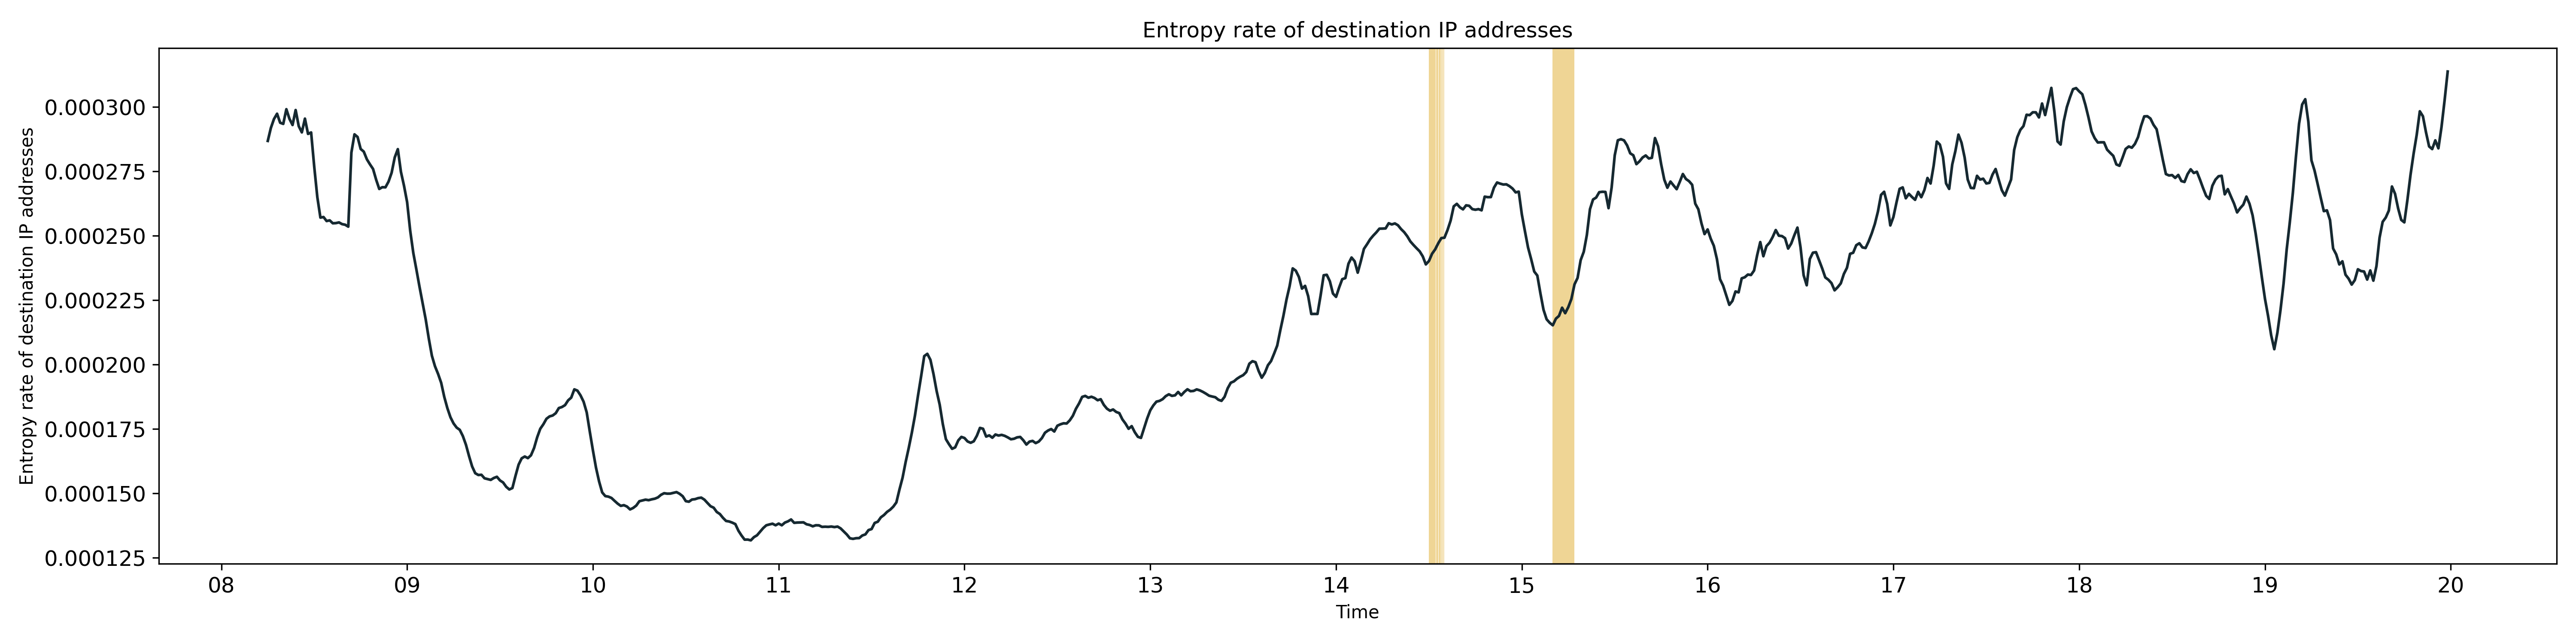 Entropy rate of destination IP addresses
Entropy rate of destination IP addresses
0.000300
0.000275
0.000250
0.000225
0.000200
0.000175
0.000150
0.000125
08 09 10 11 12 13 14 15 16 17 18 19 20
Time